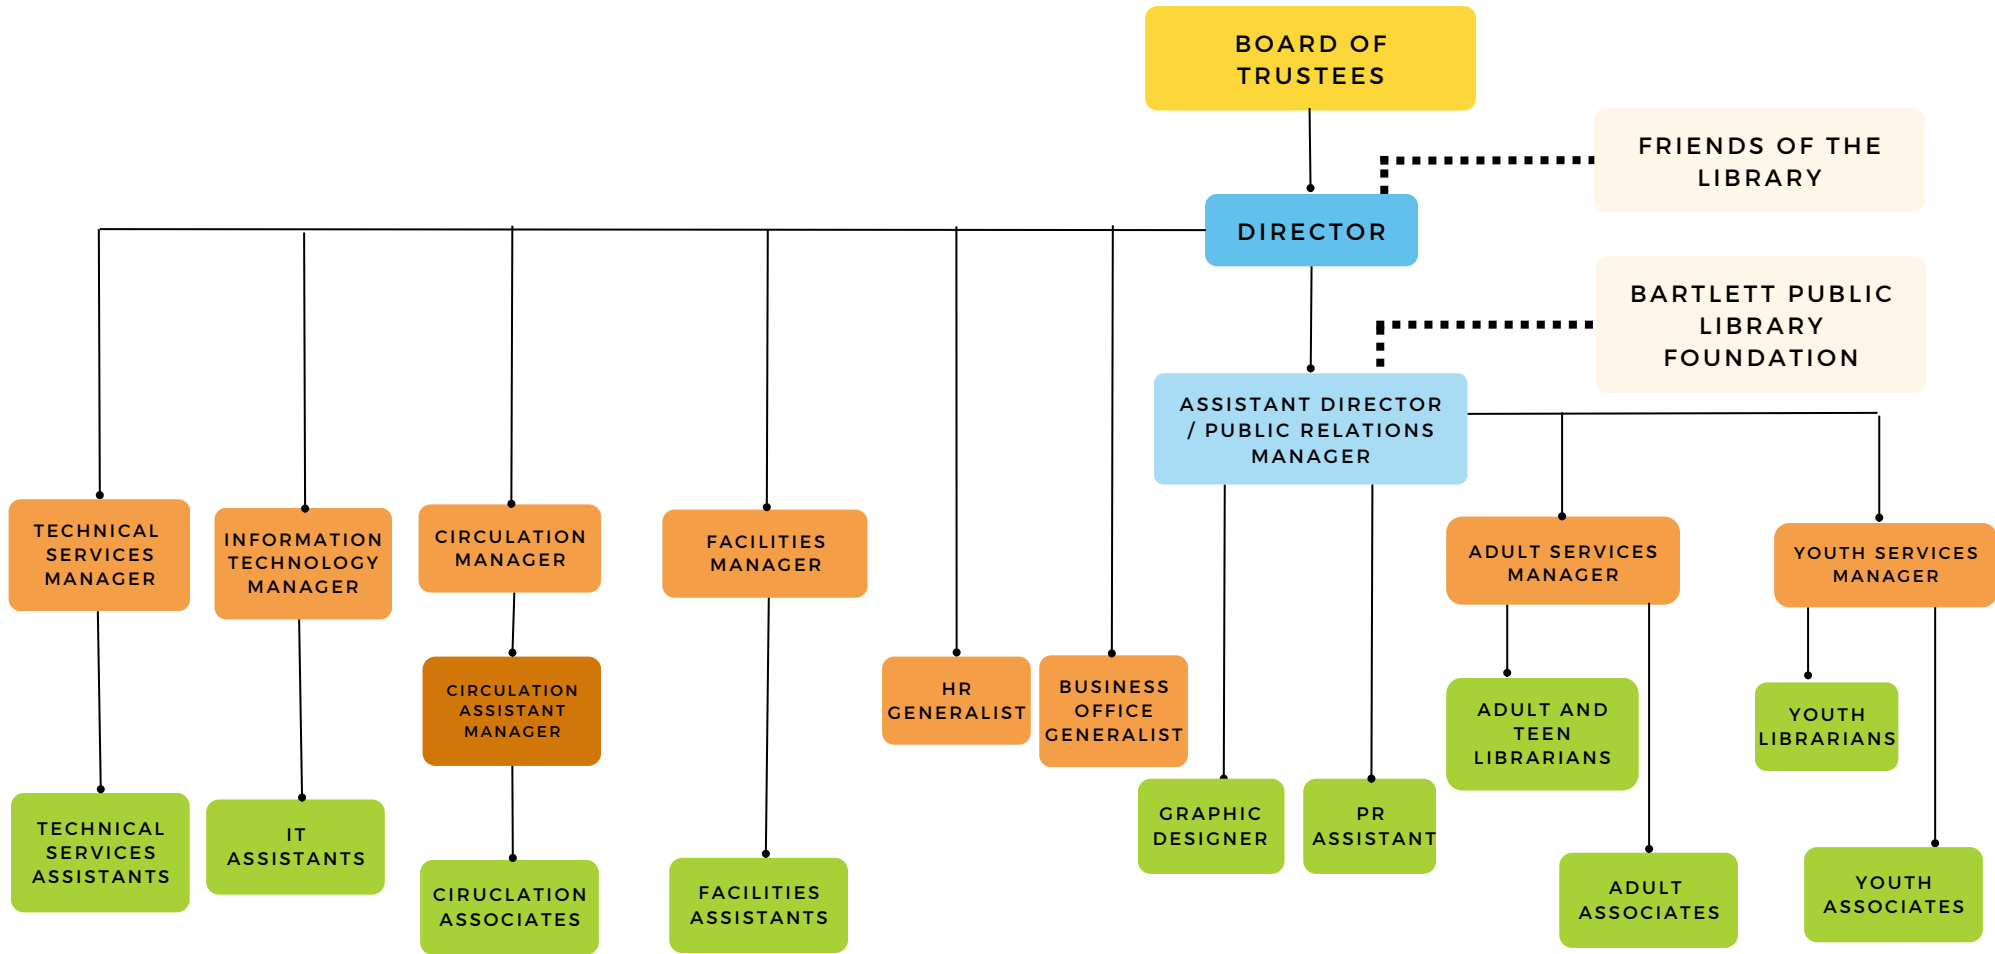 BOARD OF
TRUSTEES
FRIENDS OF THE
LIBRARY
DIRECTOR
BARTLETT PUBLIC
LIBRARY
FOUNDATION
ASSISTANT DIRECTOR
/ PUBLIC RELATIONS
MANAGER
TECHNICAL
SERVICES
MANAGER
INFORMATION
TECHNOLOGY
MANAGER
CIRCULATION
MANAGER
FACILITIES
MANAGER
ADULT SERVICES
MANAGER
YOUTH SERVICES
MANAGER
CIRCULATION
ASSISTANT
MANAGER
HR
GENERALIST
BUSINESS
OFFICE
GENERALIST
ADULT AND
TEEN
LIBRARIANS
YOUTH
LIBRARIANS
TECHNICAL
SERVICES
ASSISTANTS
IT
ASSISTANTS
CIRUCLATION
ASSOCIATES
FACILITIES
ASSISTANTS
GRAPHIC
DESIGNER
PR
ASSISTANT
ADULT
ASSOCIATES
YOUTH
ASSOCIATES